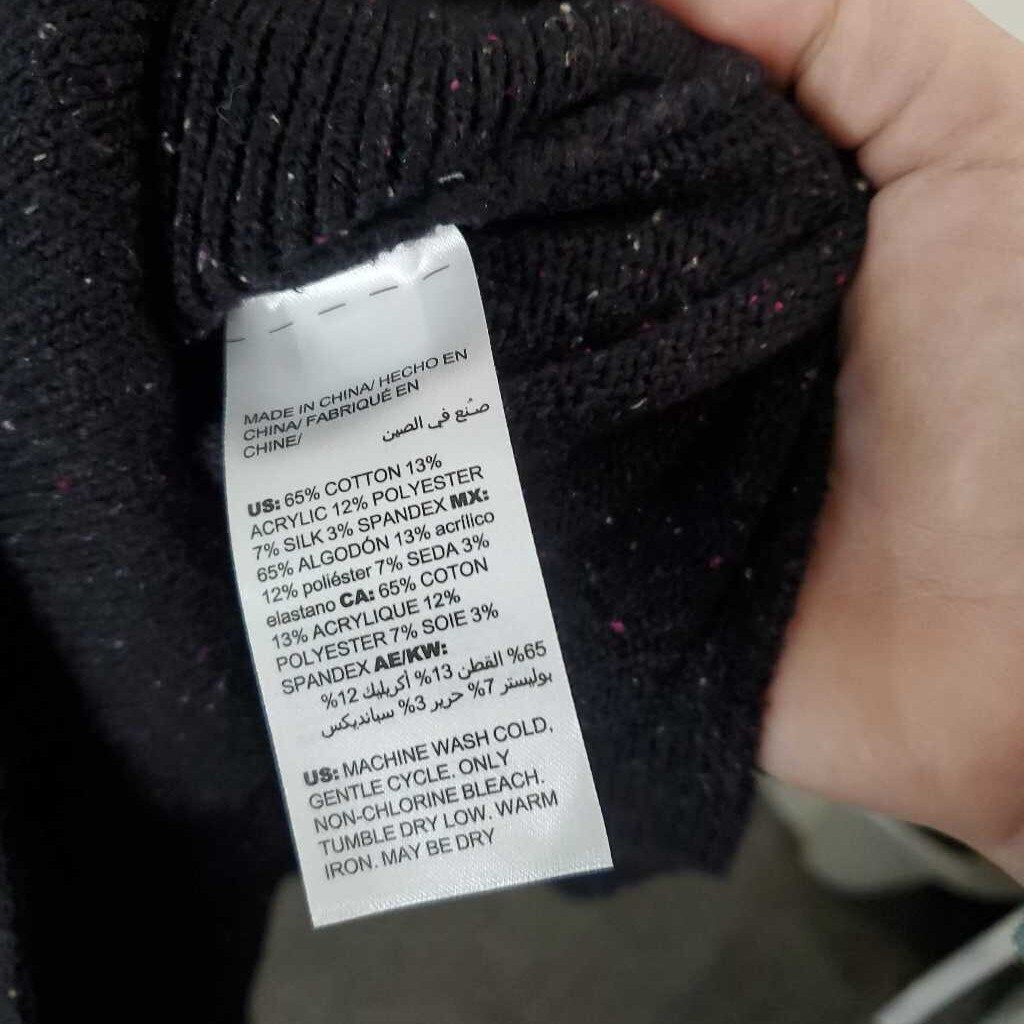 MADE IN CHINA/ HECHO EN
CHINA/ FABRIQUÉ EN
CHINE/
صُنع في الصين
US: 65% COTTON 13%
ACRYLIC 12% POLYESTER
7% SILK 3% SPANDEX MX:
65% ALGODÓN 13% acrílico
12% poliéster 7% SEDA 3%
elastano CA: 65% COTON
13% ACRYLIQUE 12%
POLYESTER 7% SOIE 3%
SPANDEX AE/KW:
65% القطن 13% أكريليك 12%
بوليستر 7% حرير 3% سبانديكس
US: MACHINE WASH COLD,
GENTLE CYCLE. ONLY
NON-CHLORINE BLEACH.
TUMBLE DRY LOW. WARM
IRON. MAY BE DRY